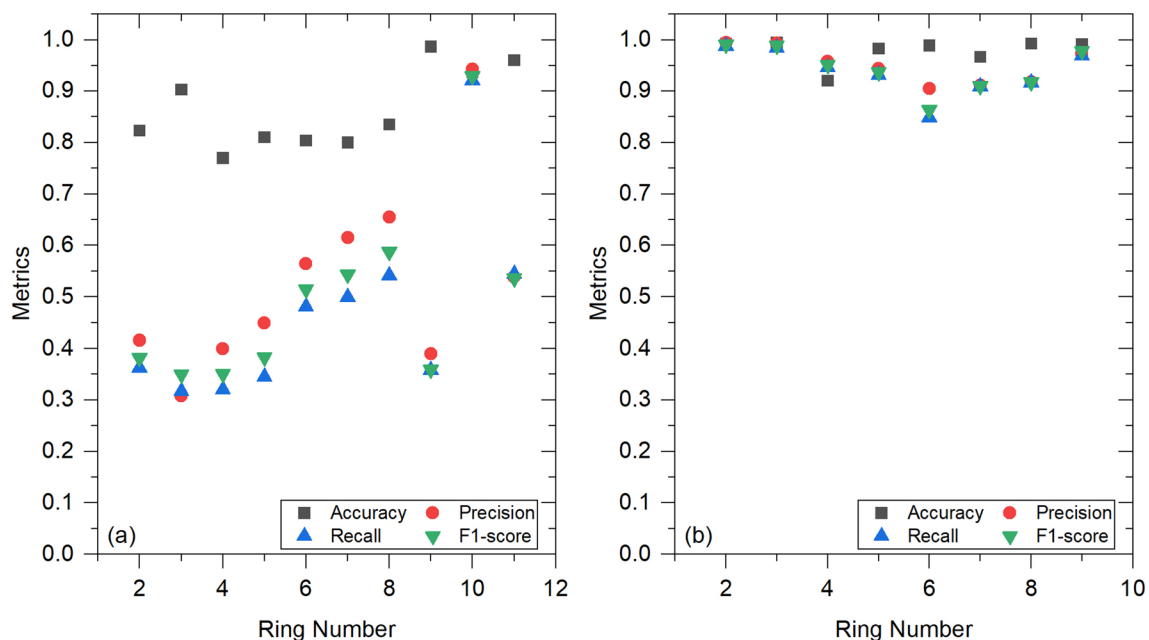 1.0
0.9
0.8
0.7
0.6
0.5
0.4
0.3
0.2
0.1
0.0
Metrics
(a)
Accuracy Precision
Recall F1-score
2 4 6 8 10 12
Ring Number
1.0
0.9
0.8
0.7
0.6
0.5
0.4
0.3
0.2
0.1
0.0
Metrics
(b)
Accuracy Precision
Recall F1-score
2 4 6 8 10
Ring Number